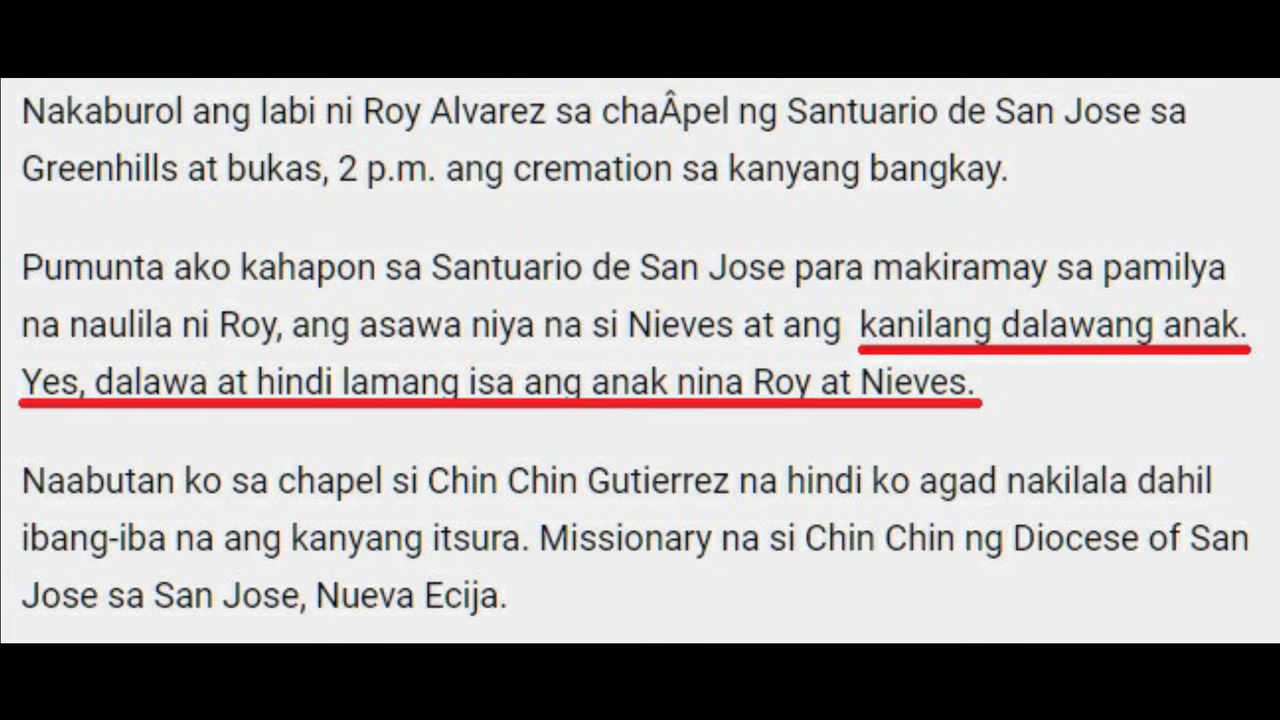 Nakaburol ang labi ni Roy Alvarez sa chaÂpel ng Santuario de San Jose sa
Greenhills at bukas, 2 p.m. ang cremation sa kanyang bangkay.
Pumunta ako kahapon sa Santuario de San Jose para makiramay sa pamilya
na naulila ni Roy, ang asawa niya na si Nieves at ang kanilang dalawang anak.
Yes, dalawa at hindi lamang isa ang anak nina Roy at Nieves.
Naabutan ko sa chapel si Chin Chin Gutierrez na hindi ko agad nakilala dahil
ibang-iba na ang kanyang itsura. Missionary na si Chin Chin ng Diocese of San
Jose sa San Jose, Nueva Ecija.